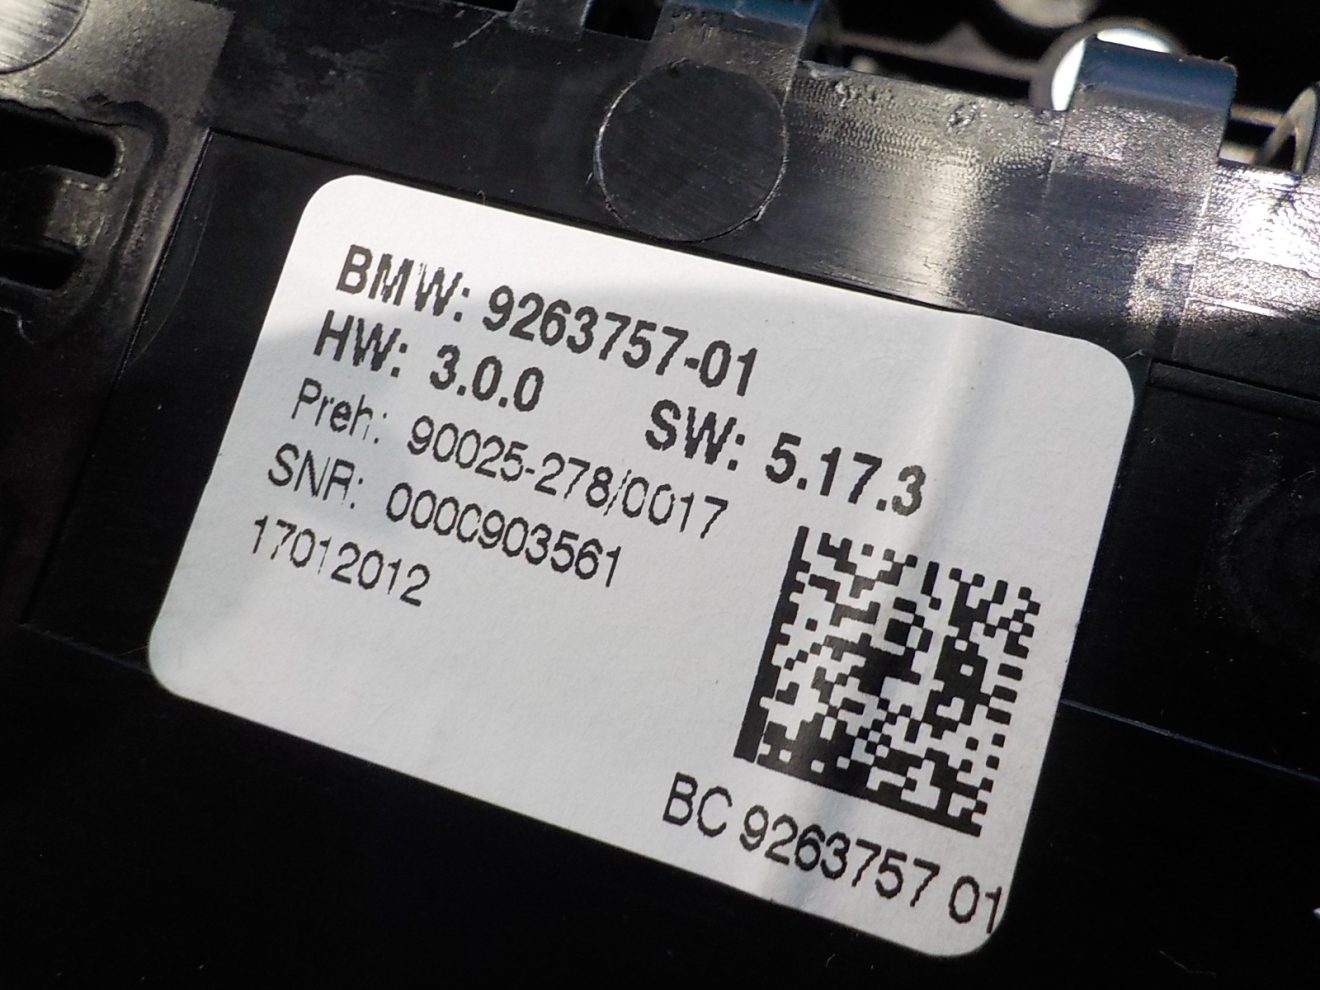 BMW: 9263757-01
HW: 3.0.0 SW: 5.17.3
Preh: 90025-278/0017
SNR: 0000903561
17012012
BC 9263757 01